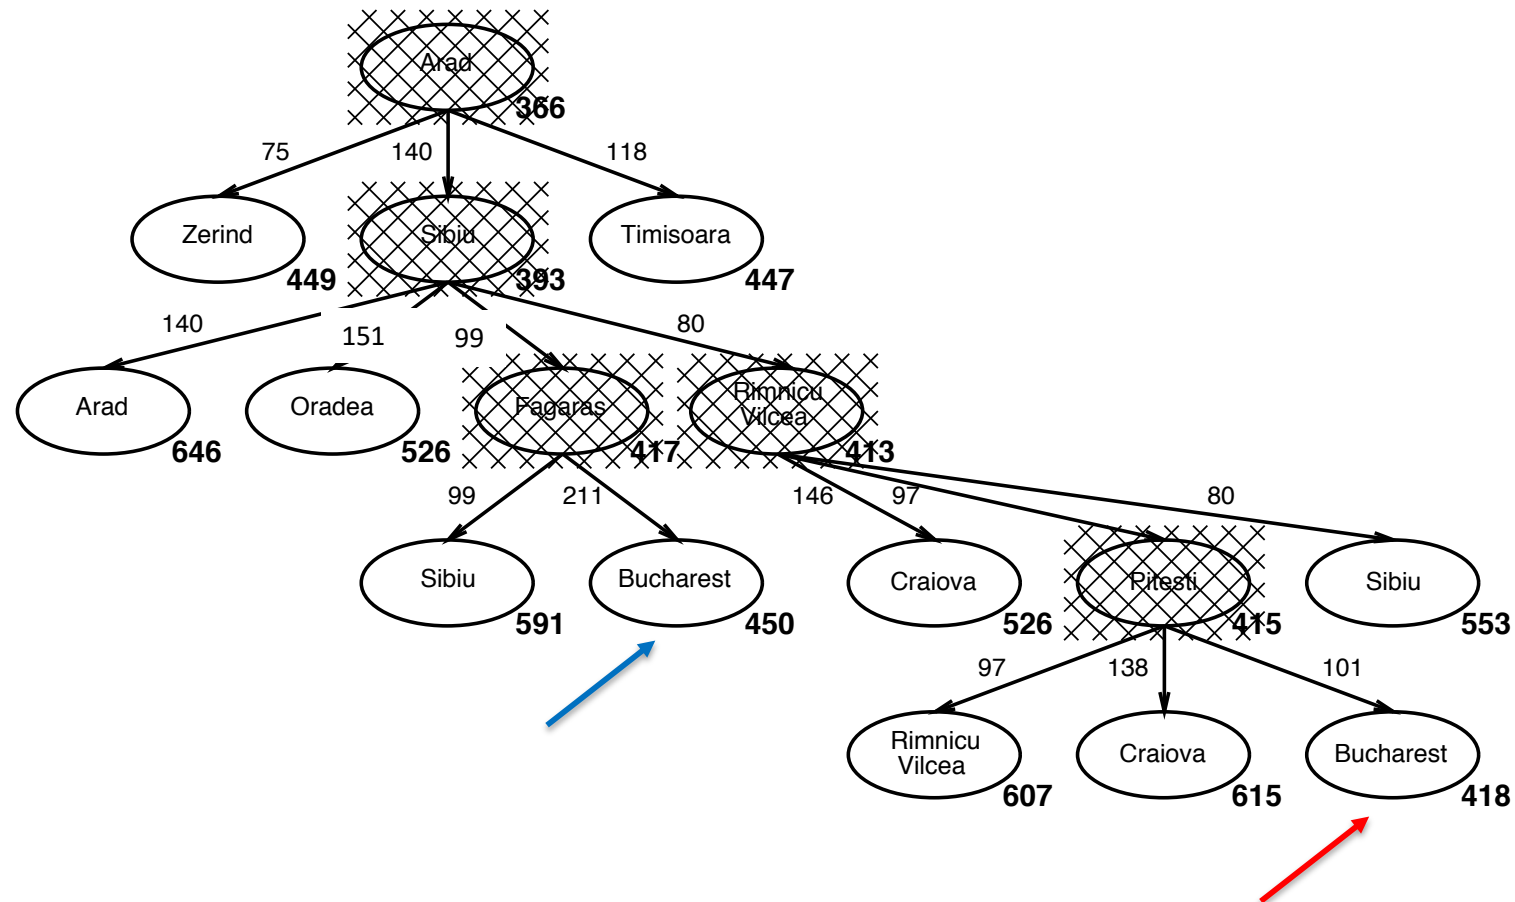 Arad
366
75
140
118
Zerind
449
Sibiu
393
Timisoara
447
140
151
99
80
Arad
646
Oradea
526
Fagaras
417
Rimnicu
Vilcea
413
99
211
146
97
80
Sibiu
591
Bucharest
450
Craiova
526
Pitesti
415
Sibiu
553
97
138
101
Rimnicu
Vilcea
607
Craiova
615
Bucharest
418